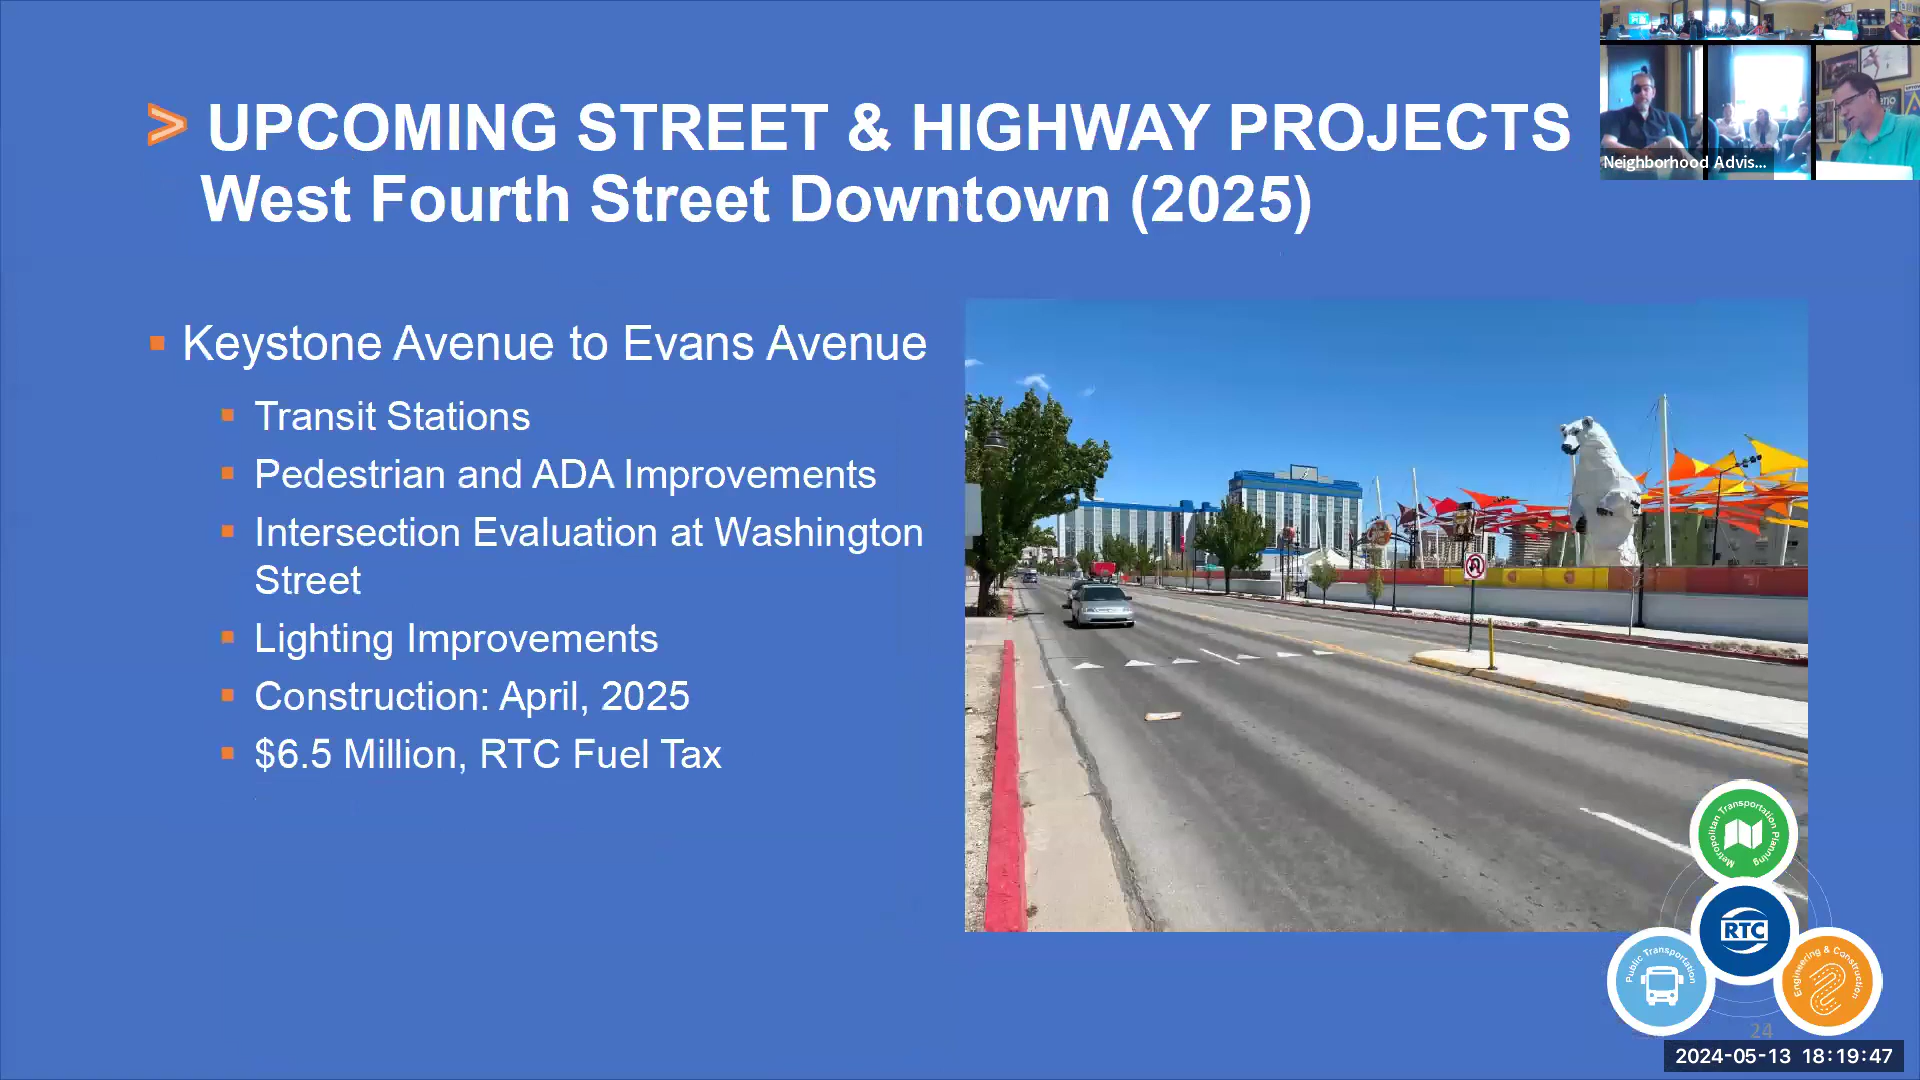 > UPCOMING STREET & HIGHWAY PROJECTS
West Fourth Street Downtown (2025)
Neighborhood Advis...
Keystone Avenue to Evans Avenue
Transit Stations
Pedestrian and ADA Improvements
Intersection Evaluation at Washington
Street
Lighting Improvements
Construction: April, 2025
$6.5 Million, RTC Fuel Tax
Metropolitan Transportation Planning
RTC
Public Transportation
Engineering & Construction
24
2024-05-13 18:19:47